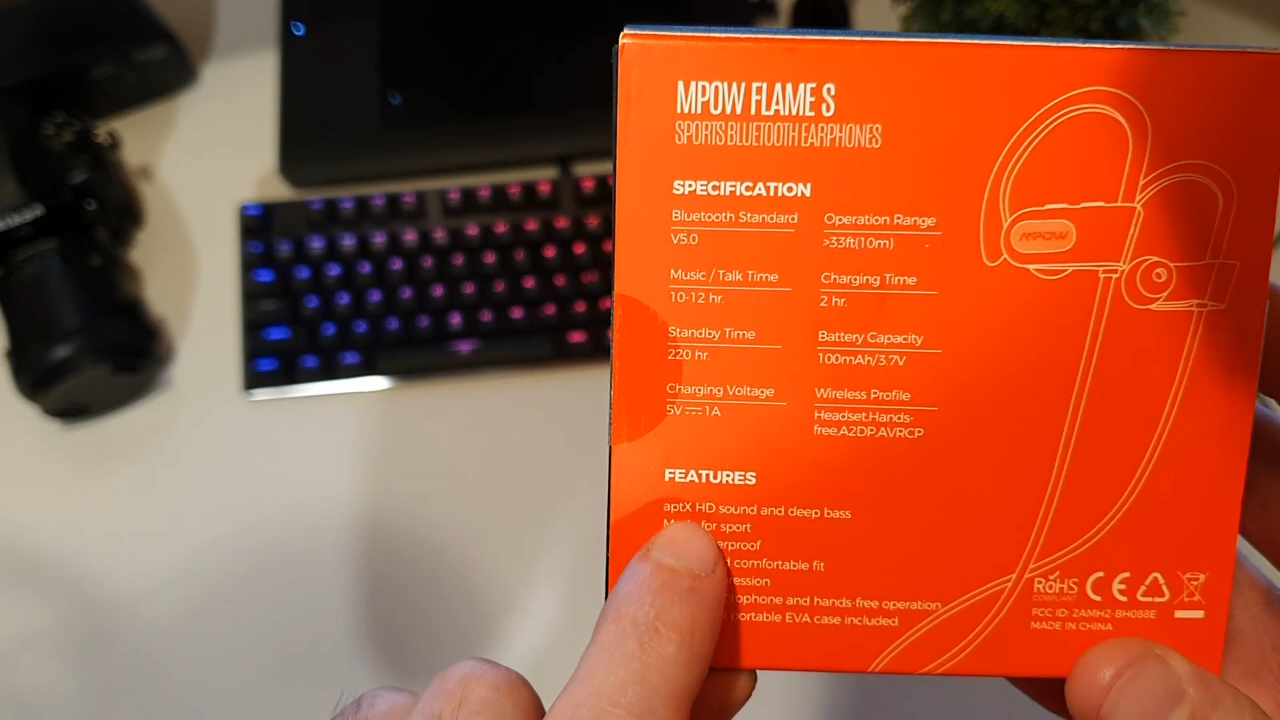 MPOW FLAME S
SPORTS BLUETOOTH EARPHONES
SPECIFICATION
Bluetooth Standard
V5.0
Operation Range
>33ft(10m)
Music / Talk Time
10-12 hr.
Charging Time
2 hr.
Standby Time
220 hr.
Battery Capacity
100mAh/3.7V
Charging Voltage
5V⎓1A
Wireless Profile
Headset,Hands-
free,A2DP,AVRCP
MPOW
FEATURES
aptX HD sound and deep bass
for sport
comfortable fit
and hands-free operation
portable EVA case included
RoHS
COMPLIANT
CE
FCC ID: 2AMH2-BH088E
MADE IN CHINA